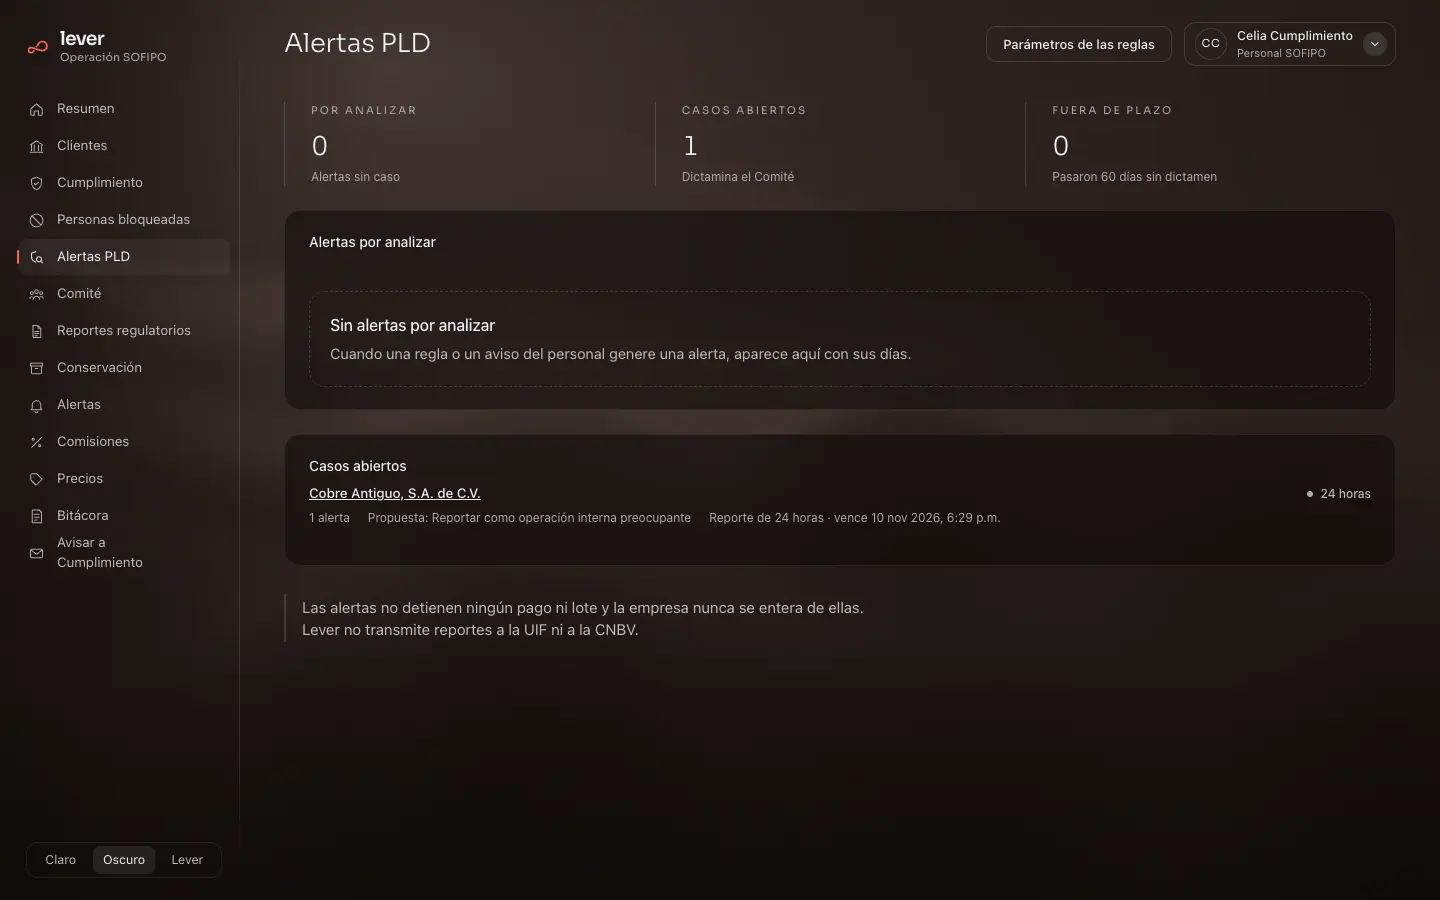 lever
Operación SOFIPO
Resumen
Clientes
Cumplimiento
Personas bloqueadas
Alertas PLD
Comité
Reportes regulatorios
Conservación
Alertas
Comisiones
Precios
Bitácora
Avisar a
Cumplimiento
Claro
Oscuro
Lever
Alertas PLD
Parámetros de las reglas
CC
Celia Cumplimiento
Personal SOFIPO
POR ANALIZAR
0
Alertas sin caso
CASOS ABIERTOS
1
Dictamina el Comité
FUERA DE PLAZO
0
Pasaron 60 días sin dictamen
Alertas por analizar
Sin alertas por analizar
Cuando una regla o un aviso del personal genere una alerta, aparece aquí con sus días.
Casos abiertos
Cobre Antiguo, S.A. de C.V.
24 horas
1 alerta Propuesta: Reportar como operación interna preocupante Reporte de 24 horas · vence 10 nov 2026, 6:29 p.m.
Las alertas no detienen ningún pago ni lote y la empresa nunca se entera de ellas.
Lever no transmite reportes a la UIF ni a la CNBV.